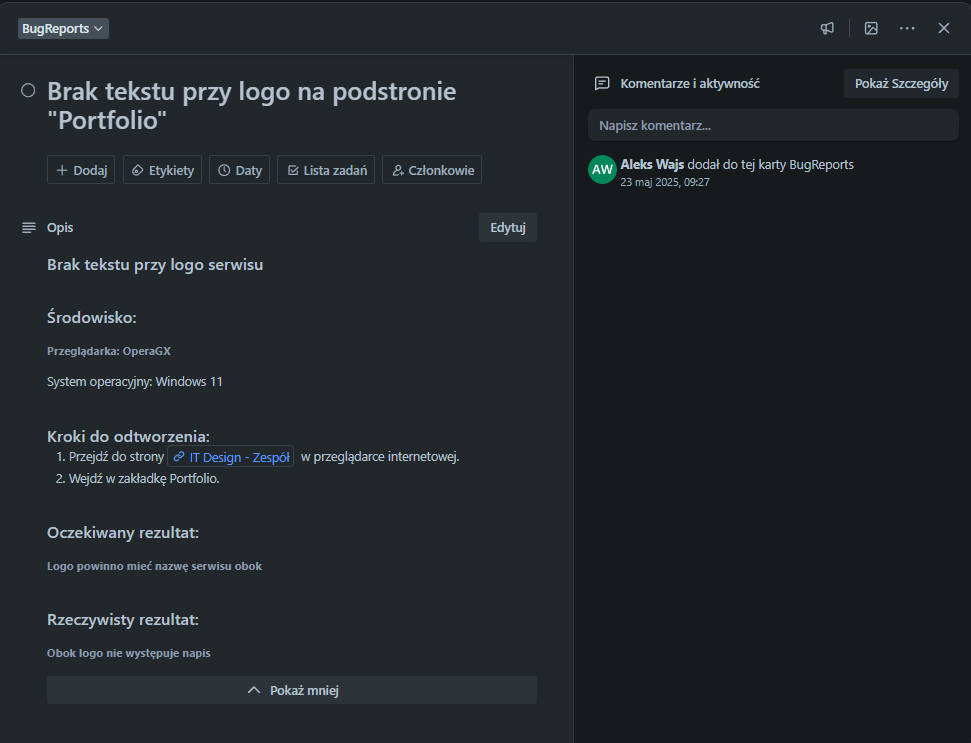 BugReports
Brak tekstu przy logo na podstronie
"Portfolio"
Dodaj
Etykiety
Daty
Lista zadań
Członkowie
Opis
Edytuj
Brak tekstu przy logo serwisu
Środowisko:
Przeglądarka: OperaGX
System operacyjny: Windows 11
Kroki do odtworzenia:
1. Przejdź do strony IT Design - Zespół w przeglądarce internetowej.
2. Wejdź w zakładkę Portfolio.
Oczekiwany rezultat:
Logo powinno mieć nazwę serwisu obok
Rzeczywisty rezultat:
Obok logo nie występuje napis
Pokaż mniej
Komentarze i aktywność
Pokaż Szczegóły
Napisz komentarz...
AW
Aleks Wajs dodał do tej karty BugReports
23 maj 2025, 09:27